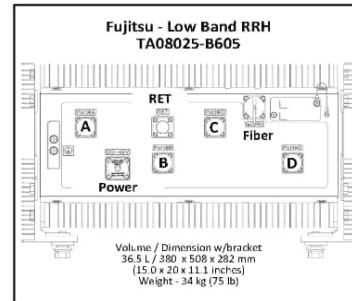 Fujitsu - Low Band RRH
TA08025-B605
RET
A
C
Fiber
B
D
Power
Volume / Dimension w/bracket
36.5 L / 380 x 508 x 282 mm
(15.0 x 20 x 11.1 inches)
Weight - 34 kg (75 lb)